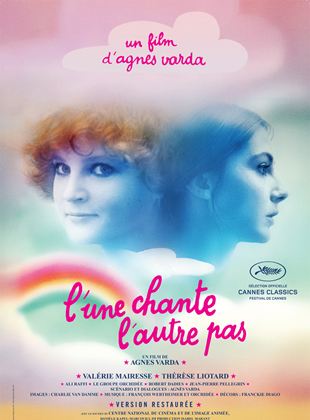 un film
d'agnès varda
SÉLECTION OFFICIELLE
CANNES CLASSICS
FESTIVAL DE CANNES
l'une chante
l'autre pas
UN FILM DE
AGNES VARDA
★ VALÉRIE MAIRESSE ★ THÉRÈSE LIOTARD ★
ALI RAFFI ★ LE GROUPE ORCHIDÉE ★ ROBERT DADIES ★ JEAN-PIERRE PELLEGRIN
SCÉNARIO ET DIALOGUES : AGNÈS VARDA
IMAGES : CHARLIE VAN DAMME ★ MUSIQUE : FRANÇOIS WERTHEIMER ET ORCHIDÉE ★ DÉCORS : FRANCKIE DIAGO
★ VERSION RESTAURÉE ★
CENTRE NATIONAL DU CINÉMA ET DE L'IMAGE ANIMÉE